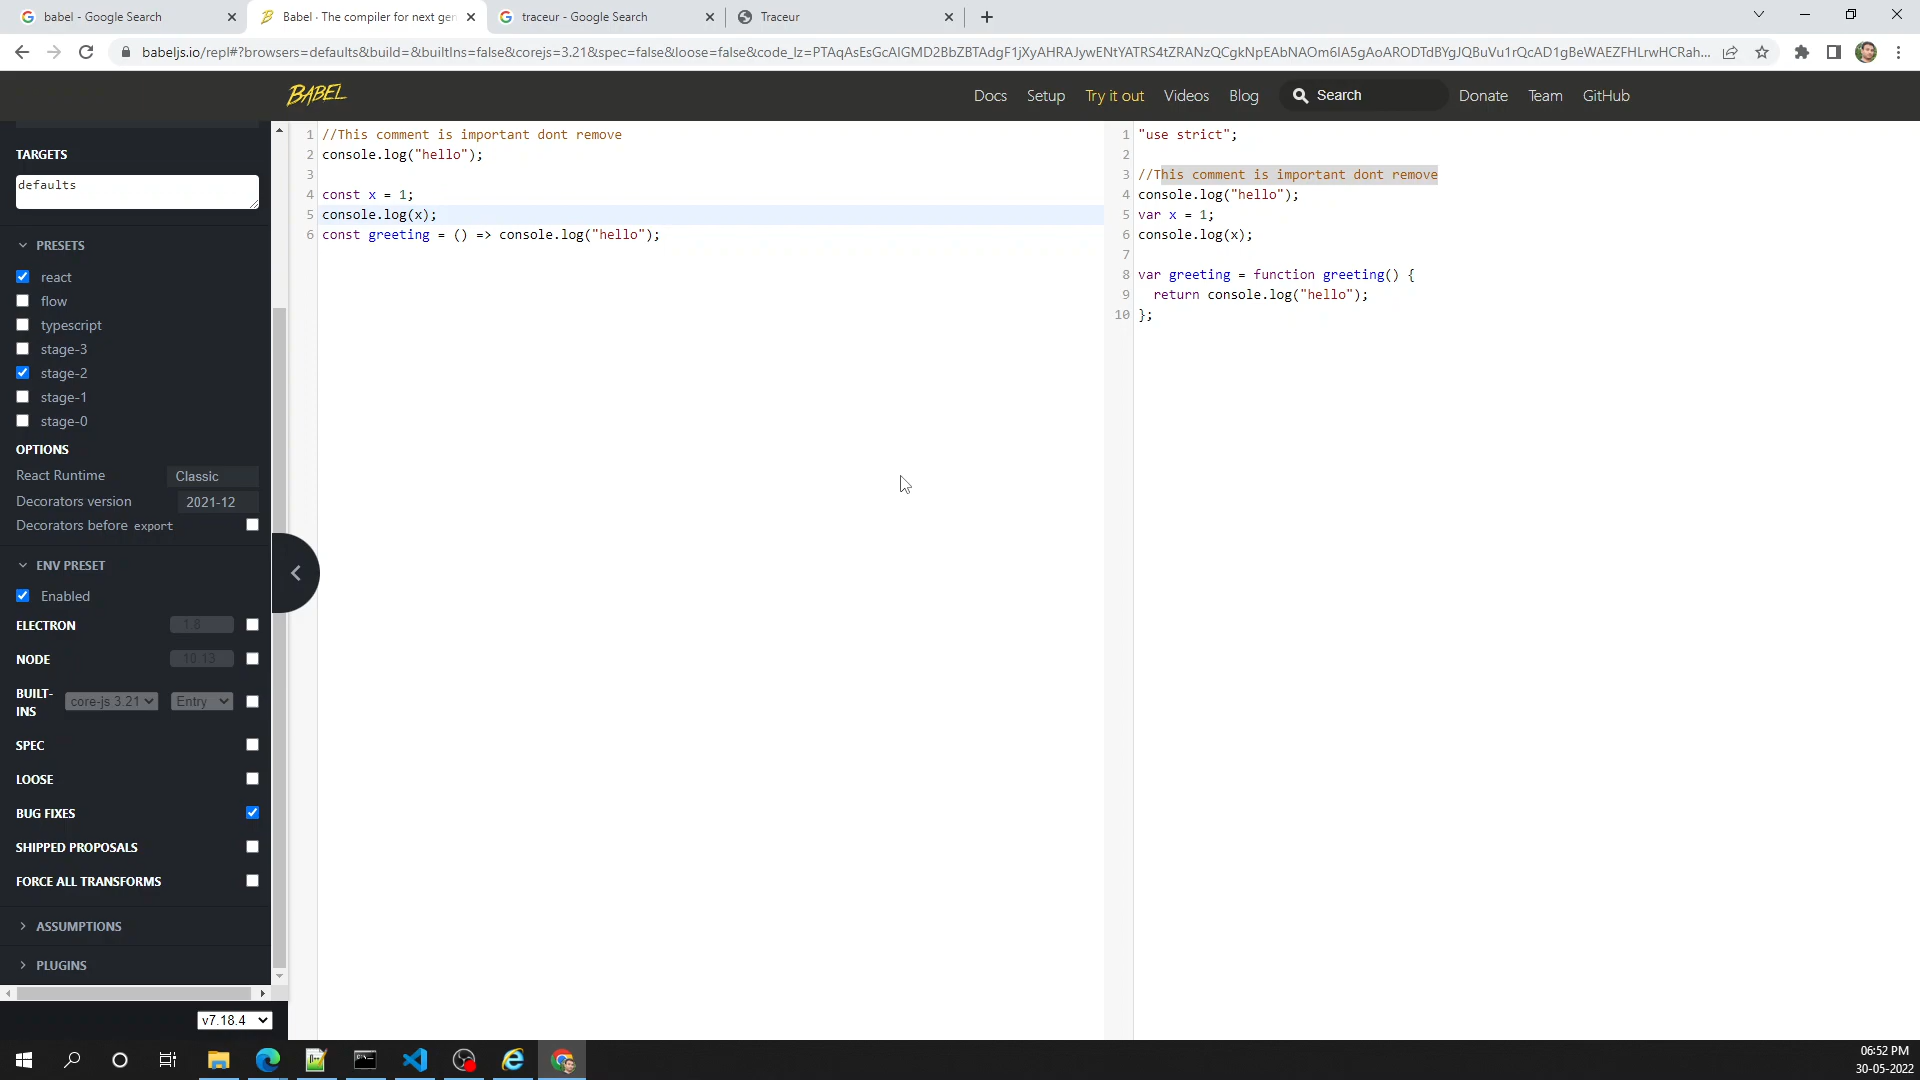 babel - Google Search
Babel · The compiler for next gen
traceur - Google Search
Traceur
babeljs.io/repl#?browsers=defaults&build=&builtIns=false&corejs=3.21&spec=false&loose=false&code_lz=PTAqAsEsGcAIGMD2BbZBTAdgF1jXyAHRAJywENtYATRS4tZRANzQCgkNpEAbNAOm6IA5gAoARODTdBYgJQBuVu1rQcAD1gBeWAEZFHLrwHCRah...
BABEL
Docs
Setup
Try it out
Videos
Blog
Search
Donate
Team
GitHub
TARGETS
defaults
PRESETS
react
flow
typescript
stage-3
stage-2
stage-1
stage-0
OPTIONS
React Runtime Classic
Decorators version 2021-12
Decorators before export
ENV PRESET
Enabled
ELECTRON 1.8
NODE 10.13
BUILT-
INS core-js 3.21 Entry
SPEC
LOOSE
BUG FIXES
SHIPPED PROPOSALS
FORCE ALL TRANSFORMS
ASSUMPTIONS
PLUGINS
v7.18.4
1 //This comment is important dont remove
2 console.log("hello");
3
4 const x = 1;
5 console.log(x);
6 const greeting = () => console.log("hello");
1 "use strict";
2
3 //This comment is important dont remove
4 console.log("hello");
5 var x = 1;
6 console.log(x);
7
8 var greeting = function greeting() {
9 return console.log("hello");
10 };
06:52 PM
30-05-2022